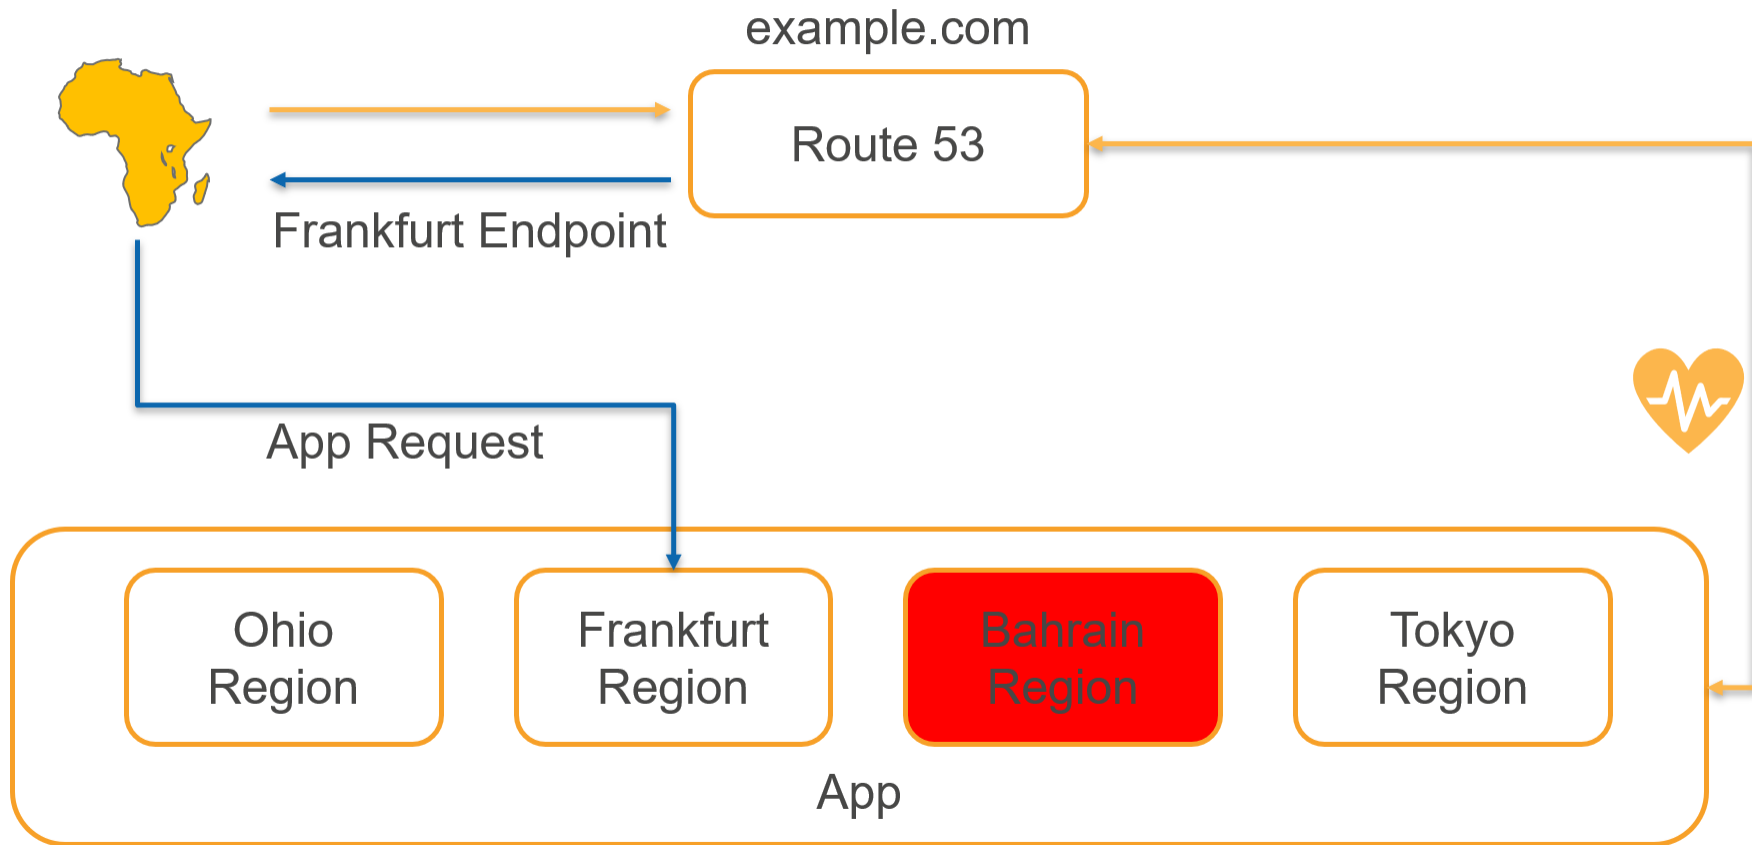 example.com
Route 53
Frankfurt Endpoint
App Request
Ohio
Region
Frankfurt
Region
Bahrain
Region
Tokyo
Region
App